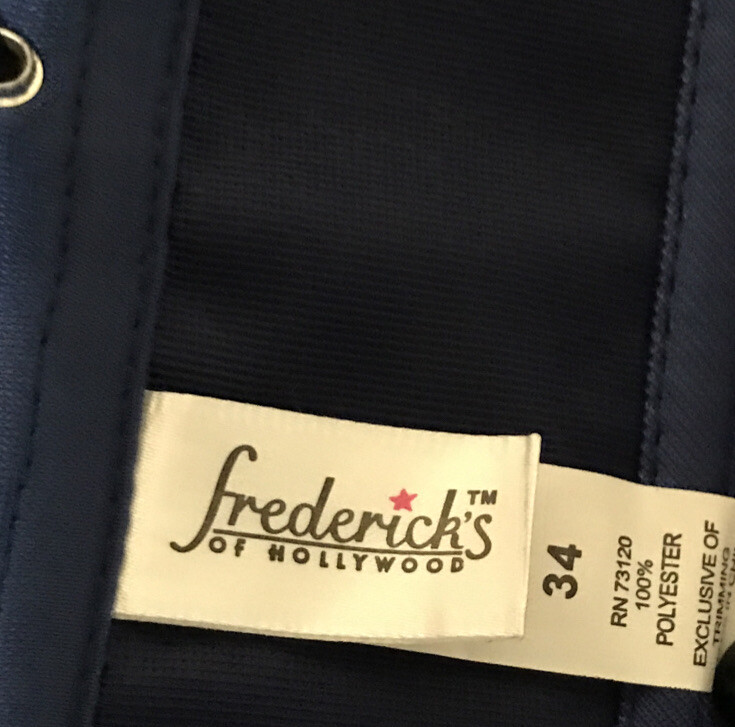 frederick's™
OF HOLLYWOOD
34
RN 73120
100%
POLYESTER
EXCLUSIVE OF
TRIMMING